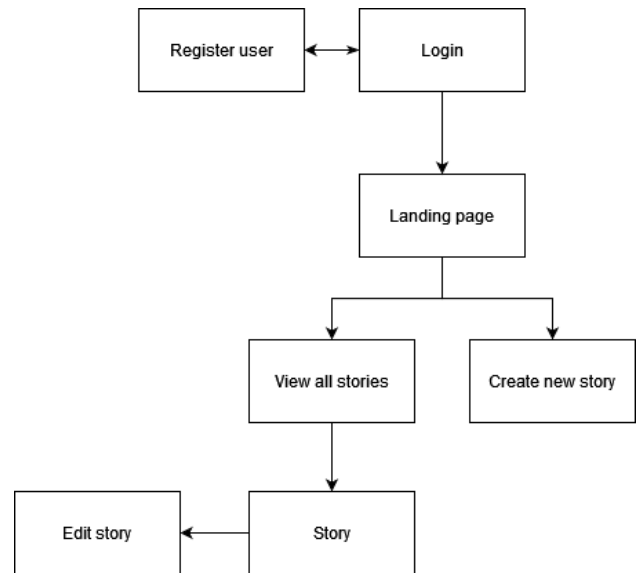 Register user
Login
Landing page
View all stories
Create new story
Edit story
Story